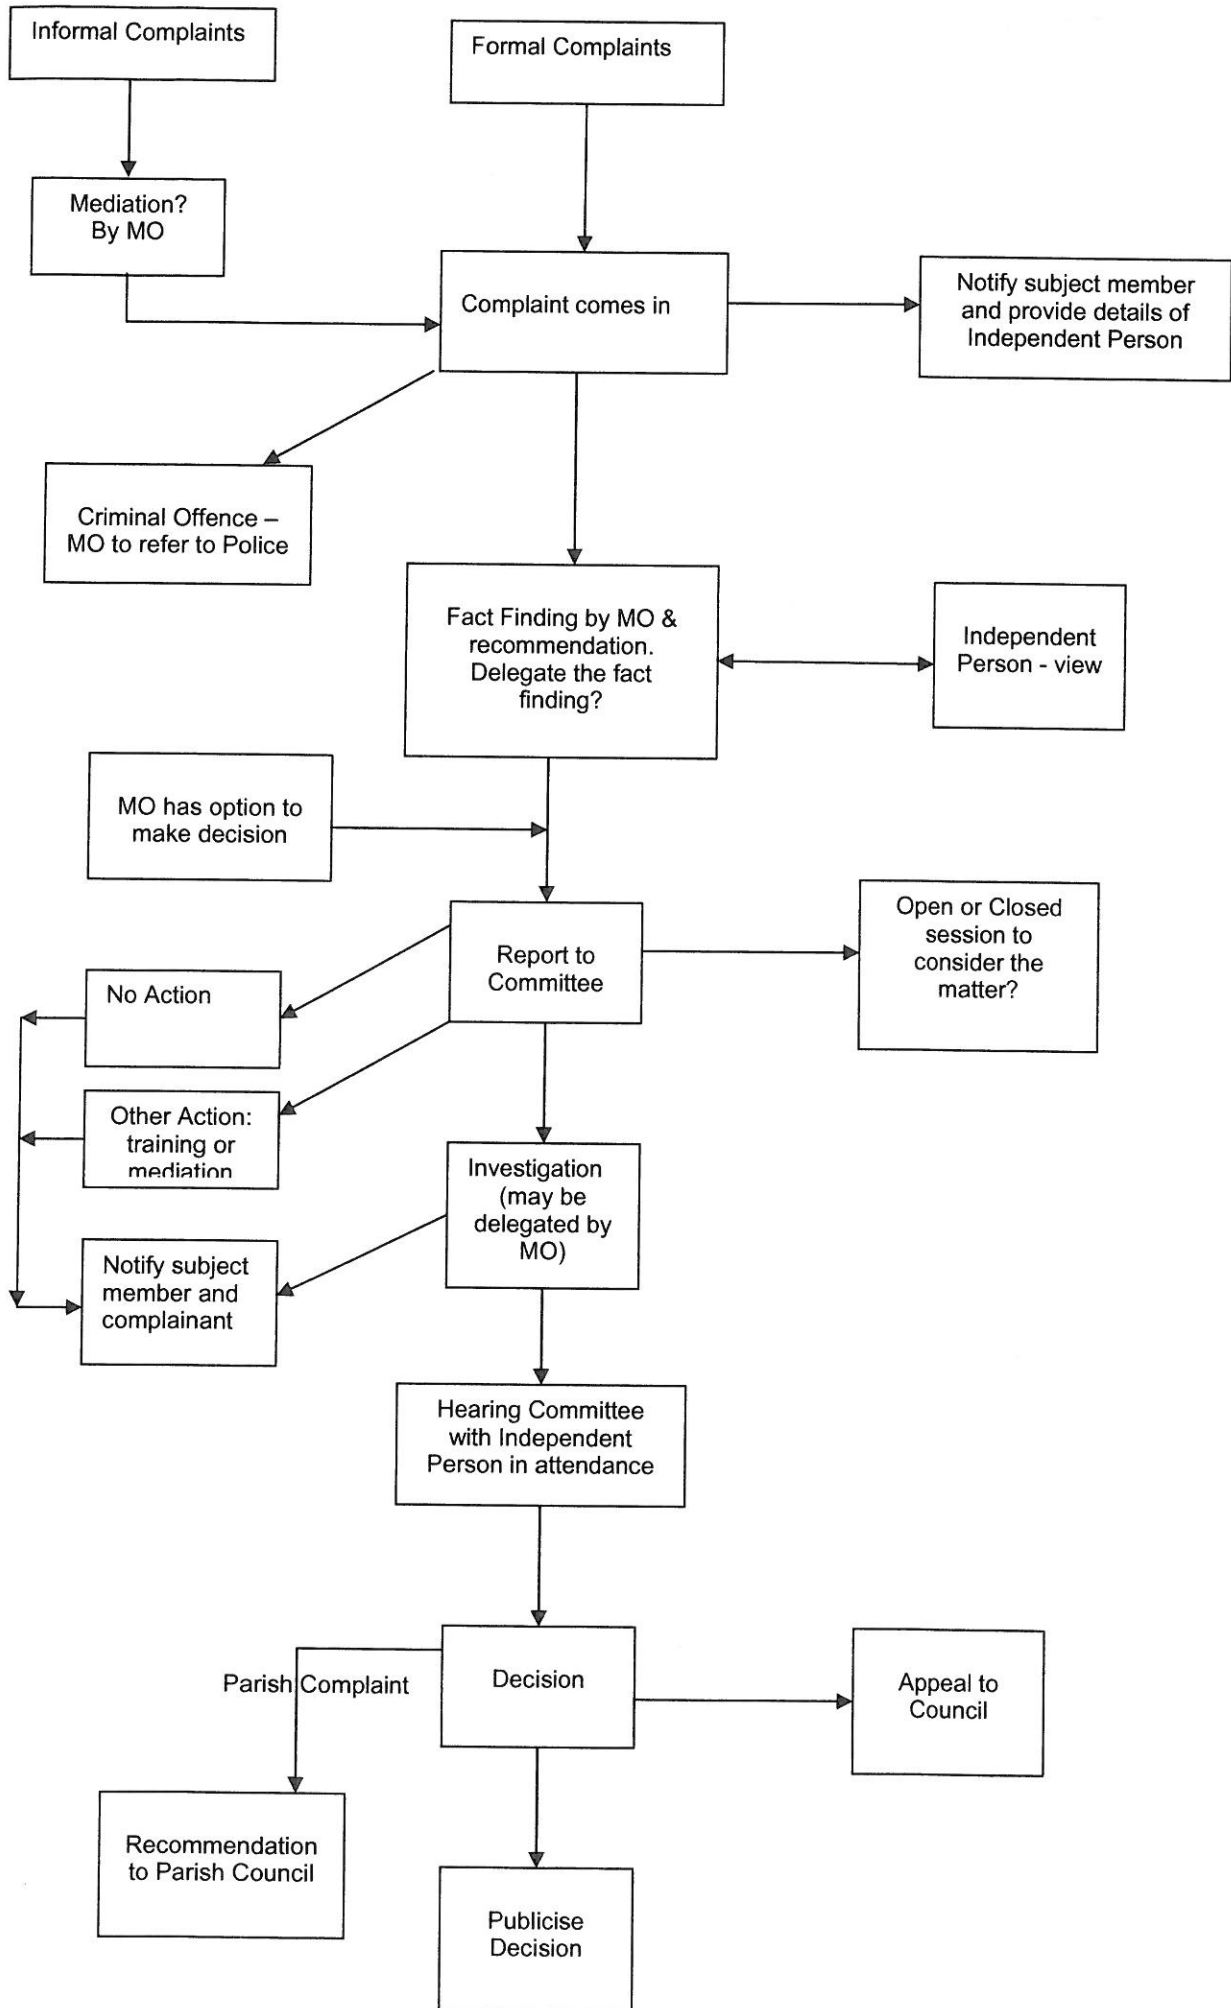 Informal Complaints
Formal Complaints
Mediation?
By MO
Complaint comes in
Notify subject member
and provide details of
Independent Person
Criminal Offence –
MO to refer to Police
Fact Finding by MO &
recommendation.
Delegate the fact
finding?
Independent
Person - view
MO has option to
make decision
Report to
Committee
Open or Closed
session to
consider the
matter?
No Action
Other Action:
training or
mediation
Investigation
(may be
delegated by
MO)
Notify subject
member and
complainant
Hearing Committee
with Independent
Person in attendance
Parish Complaint
Decision
Appeal to
Council
Recommendation
to Parish Council
Publicise
Decision